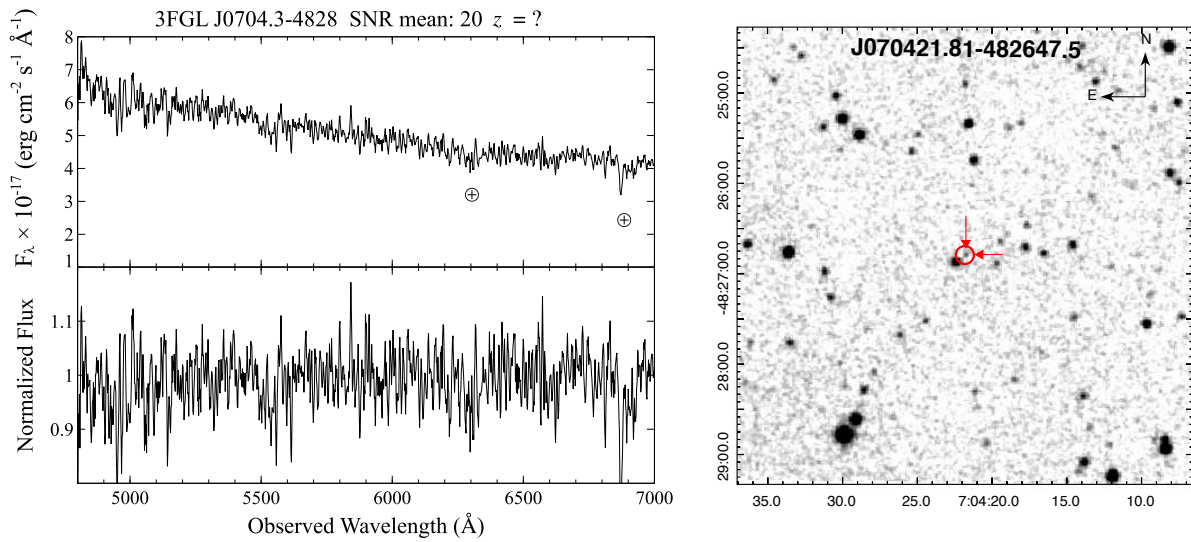 3FGL J0704.3-4828 SNR mean: 20 z = ?
8
7
6
5
4
3
2
1
F_λ × 10⁻¹⁷ (erg cm⁻² s⁻¹ Å⁻¹)
⊕
⊕
1.1
1
0.9
Normalized Flux
5000 5500 6000 6500 7000
Observed Wavelength (Å)
J070421.81-482647.5
N
E
25:00.0
26:00.0
-48:27:00.0
28:00.0
29:00.0
35.0 30.0 25.0 7:04:20.0 15.0 10.0